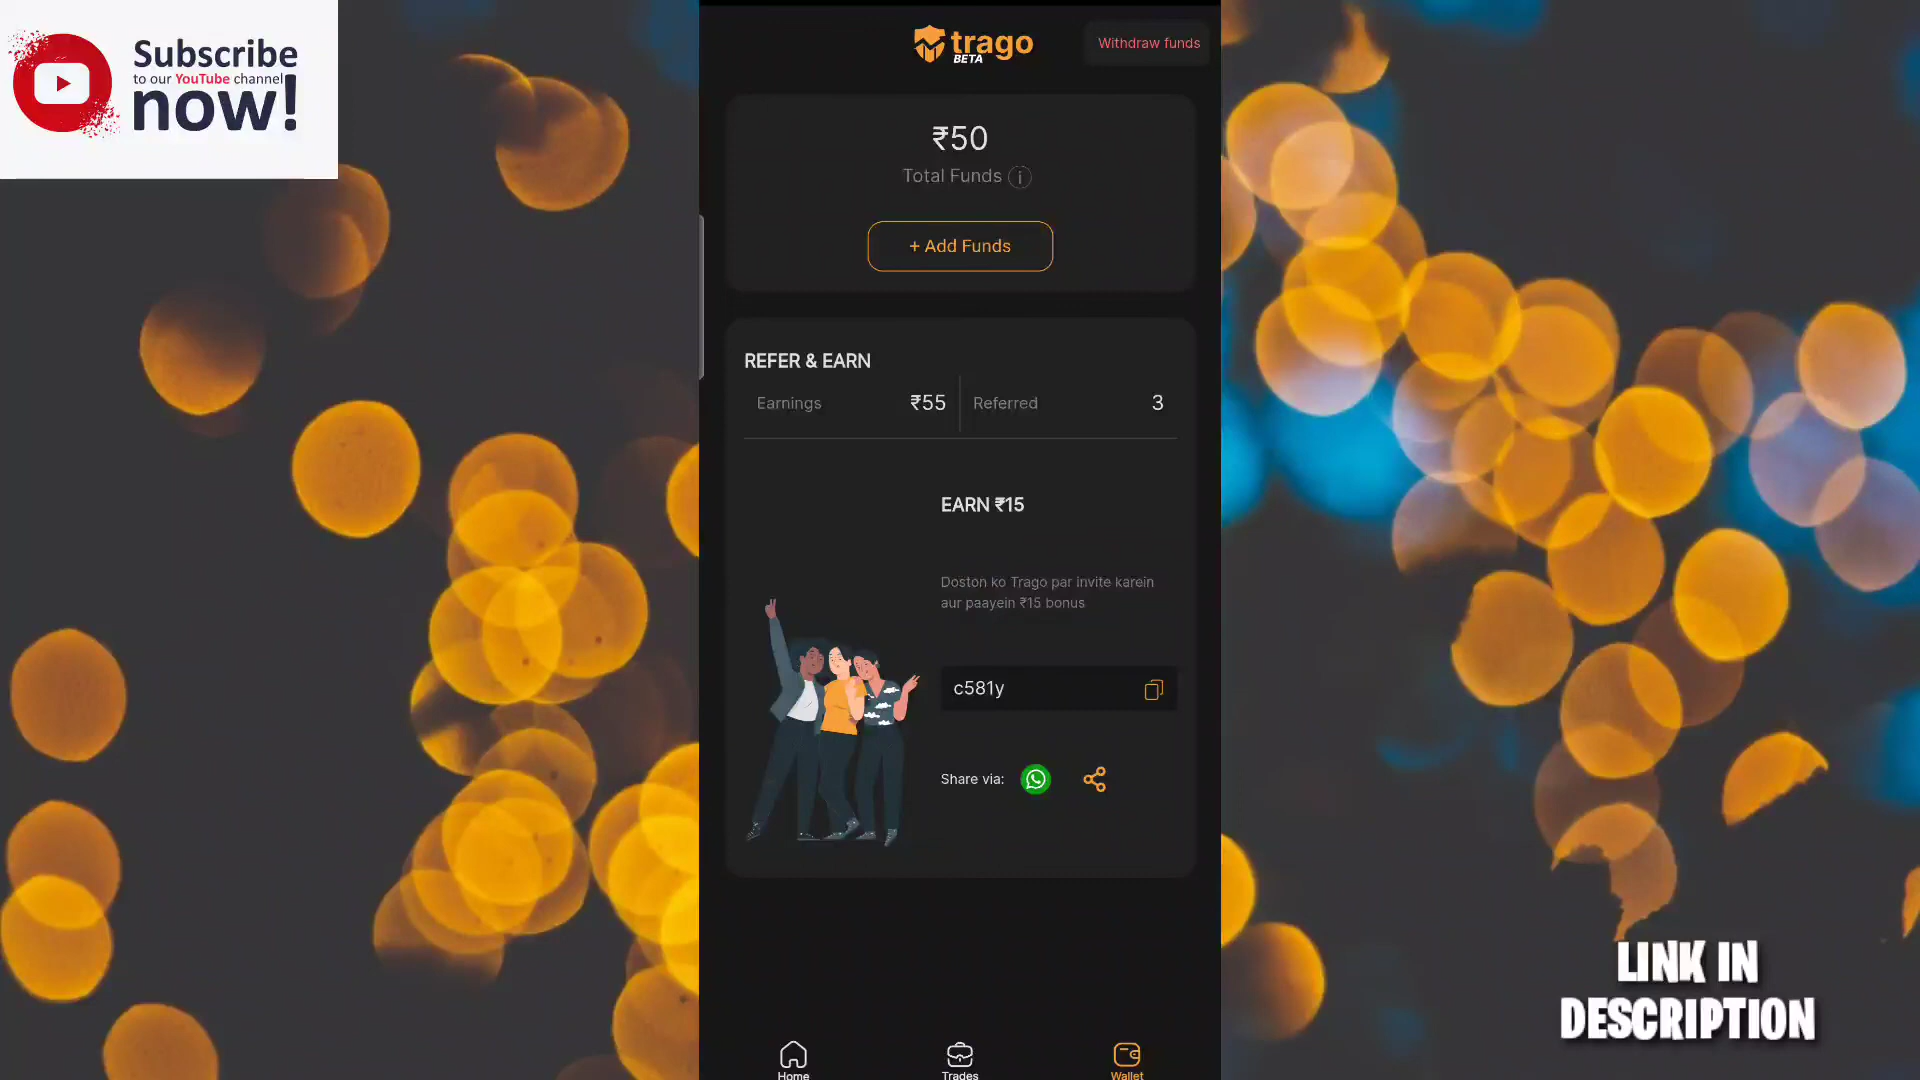 Subscribe
to our YouTube channel
now!
trago
BETA
Withdraw funds
₹50
Total Funds i
+ Add Funds
REFER & EARN
Earnings ₹55 Referred 3
EARN ₹15
Doston ko Trago par invite karein
aur paayein ₹15 bonus
c581y
Share via:
Home Trades Wallet
LINK IN
DESCRIPTION